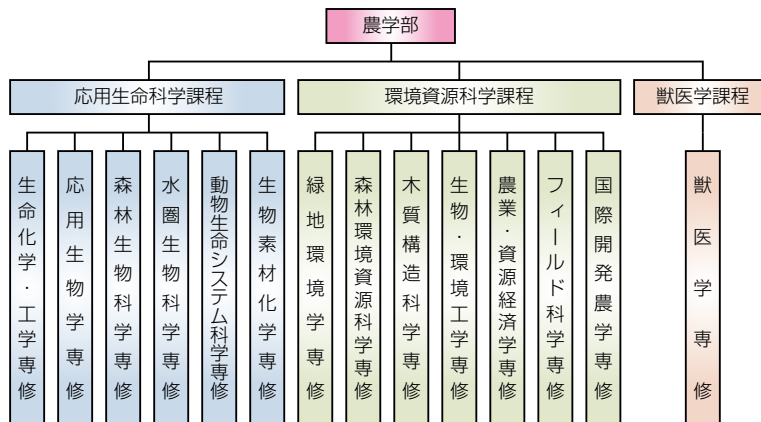 農学部
応用生命科学課程
環境資源科学課程
獣医学課程
生命化学・工学専修
応用生物学専修
森林生物科学専修
水圏生物科学専修
動物生命システム科学専修
生物素材化学専修
緑地環境学専修
森林環境資源科学専修
木質構造科学専修
生物・環境工学専修
農業・資源経済学専修
フィールド科学専修
国際開発農学専修
獣医学専修